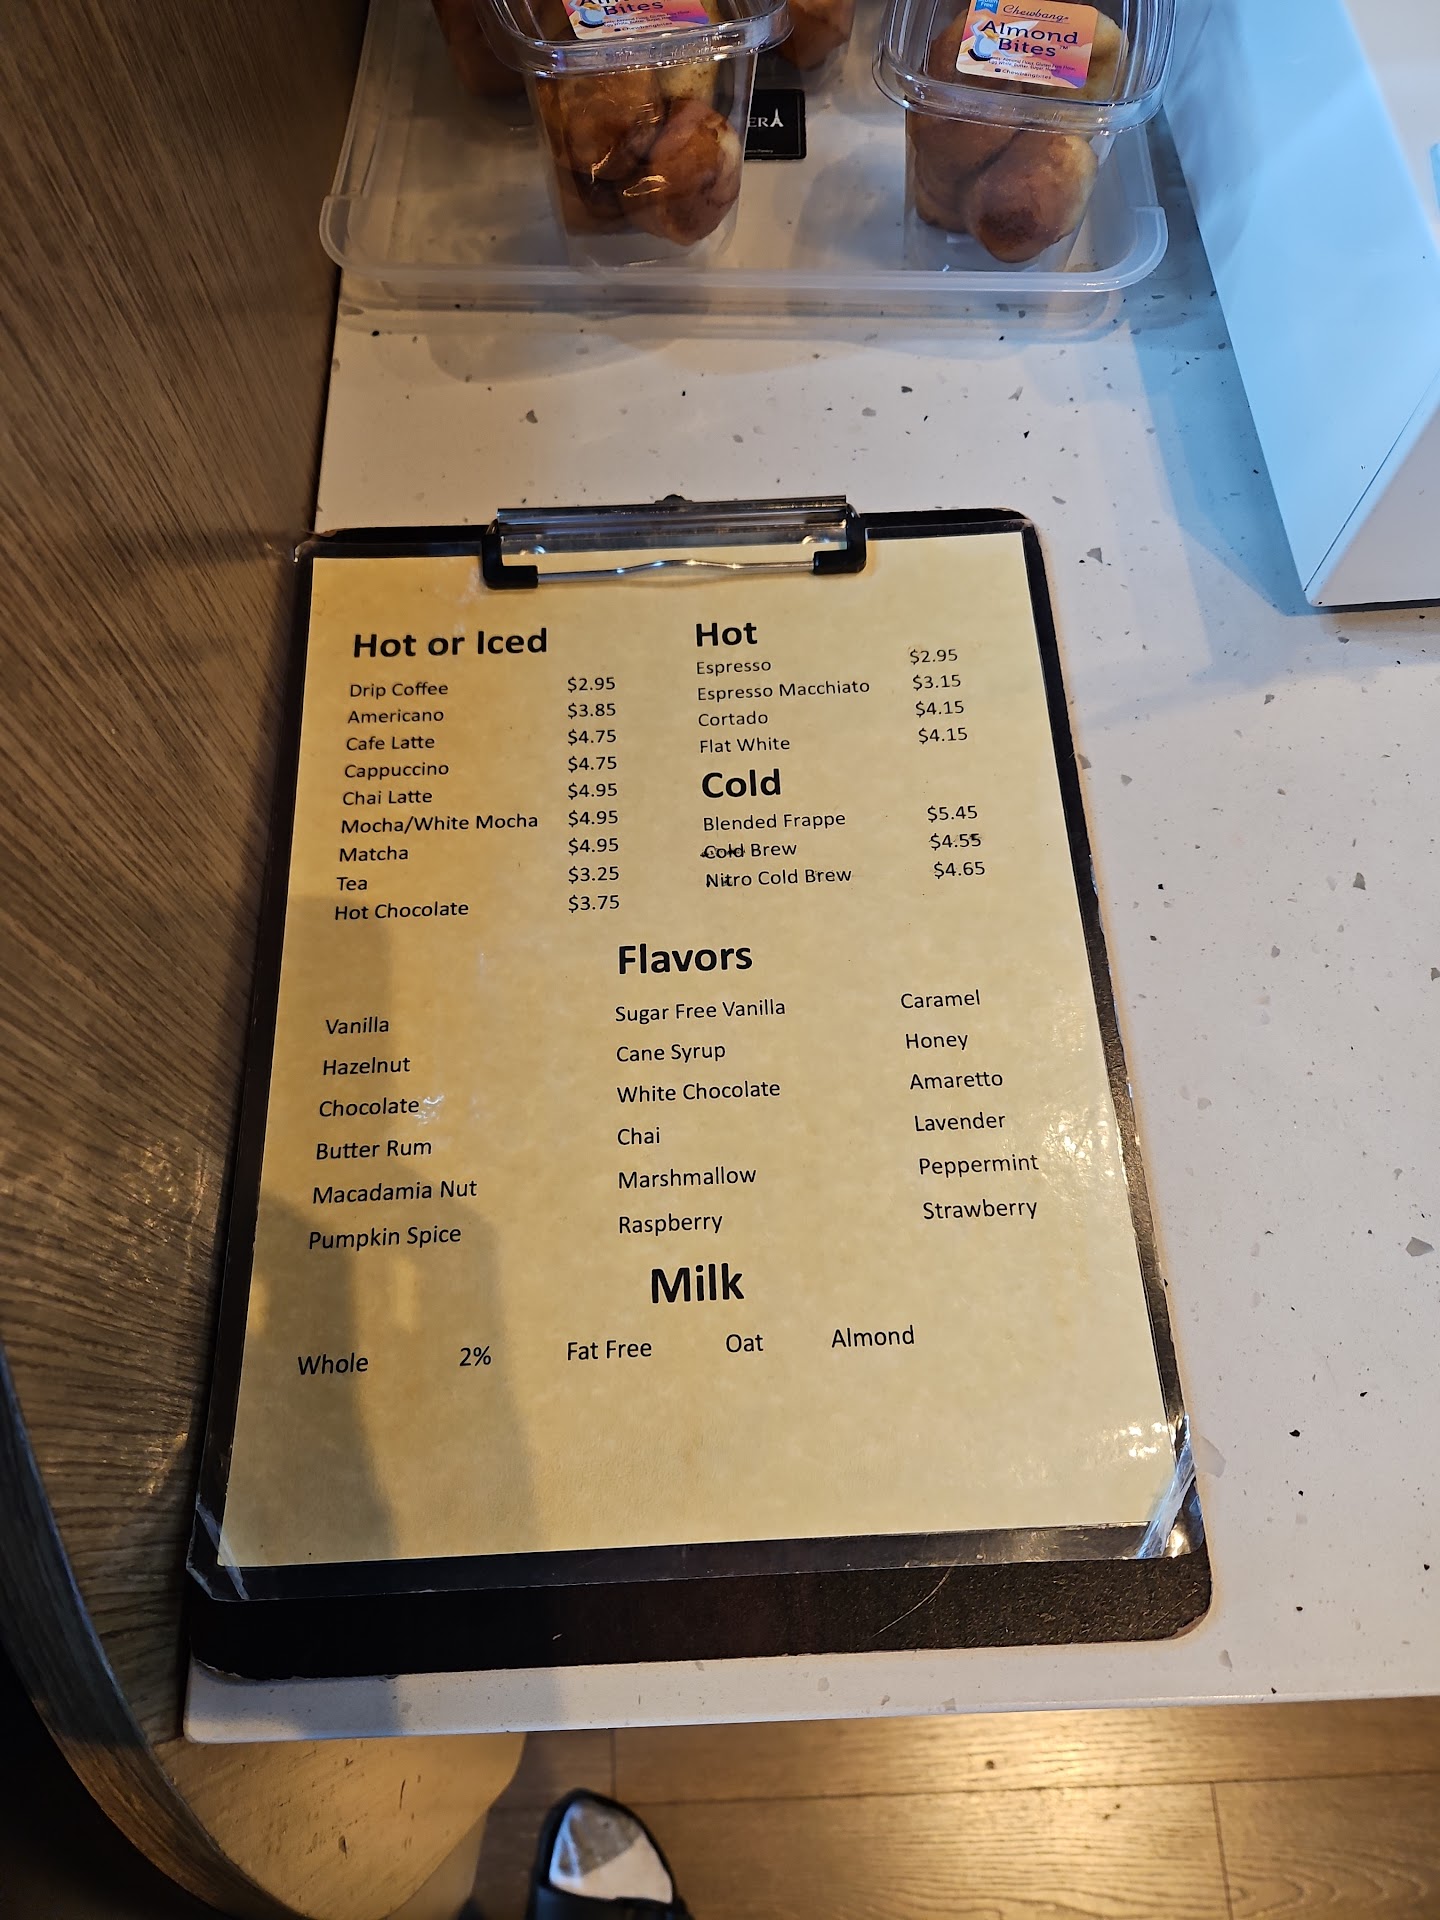 Bites
Chewbang
Almond
Bites™
Chewbangbites
Hot or Iced
Drip Coffee $2.95
Americano $3.85
Cafe Latte $4.75
Cappuccino $4.75
Chai Latte $4.95
Mocha/White Mocha $4.95
Matcha $4.95
Tea $3.25
Hot Chocolate $3.75
Hot
Espresso $2.95
Espresso Macchiato $3.15
Cortado $4.15
Flat White $4.15
Cold
Blended Frappe $5.45
Cold Brew $4.55
Nitro Cold Brew $4.65
Flavors
Vanilla Sugar Free Vanilla Caramel
Hazelnut Cane Syrup Honey
Chocolate White Chocolate Amaretto
Butter Rum Chai Lavender
Macadamia Nut Marshmallow Peppermint
Pumpkin Spice Raspberry Strawberry
Milk
Whole 2% Fat Free Oat Almond